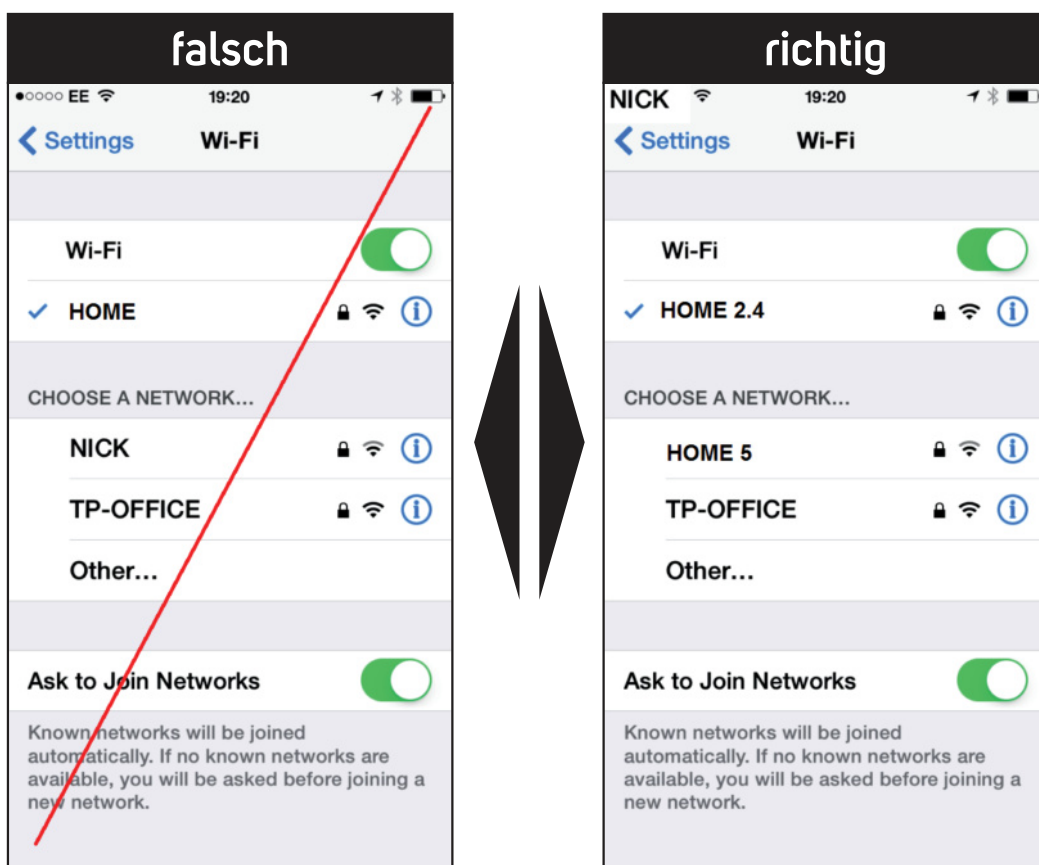 falsch
EE 19:20
Settings Wi-Fi
Wi-Fi
HOME
CHOOSE A NETWORK...
NICK
TP-OFFICE
Other...
Ask to Join Networks
Known networks will be joined
automatically. If no known networks are
available, you will be asked before joining a
new network.
richtig
NICK 19:20
Settings Wi-Fi
Wi-Fi
HOME 2.4
CHOOSE A NETWORK...
HOME 5
TP-OFFICE
Other...
Ask to Join Networks
Known networks will be joined
automatically. If no known networks are
available, you will be asked before joining a
new network.